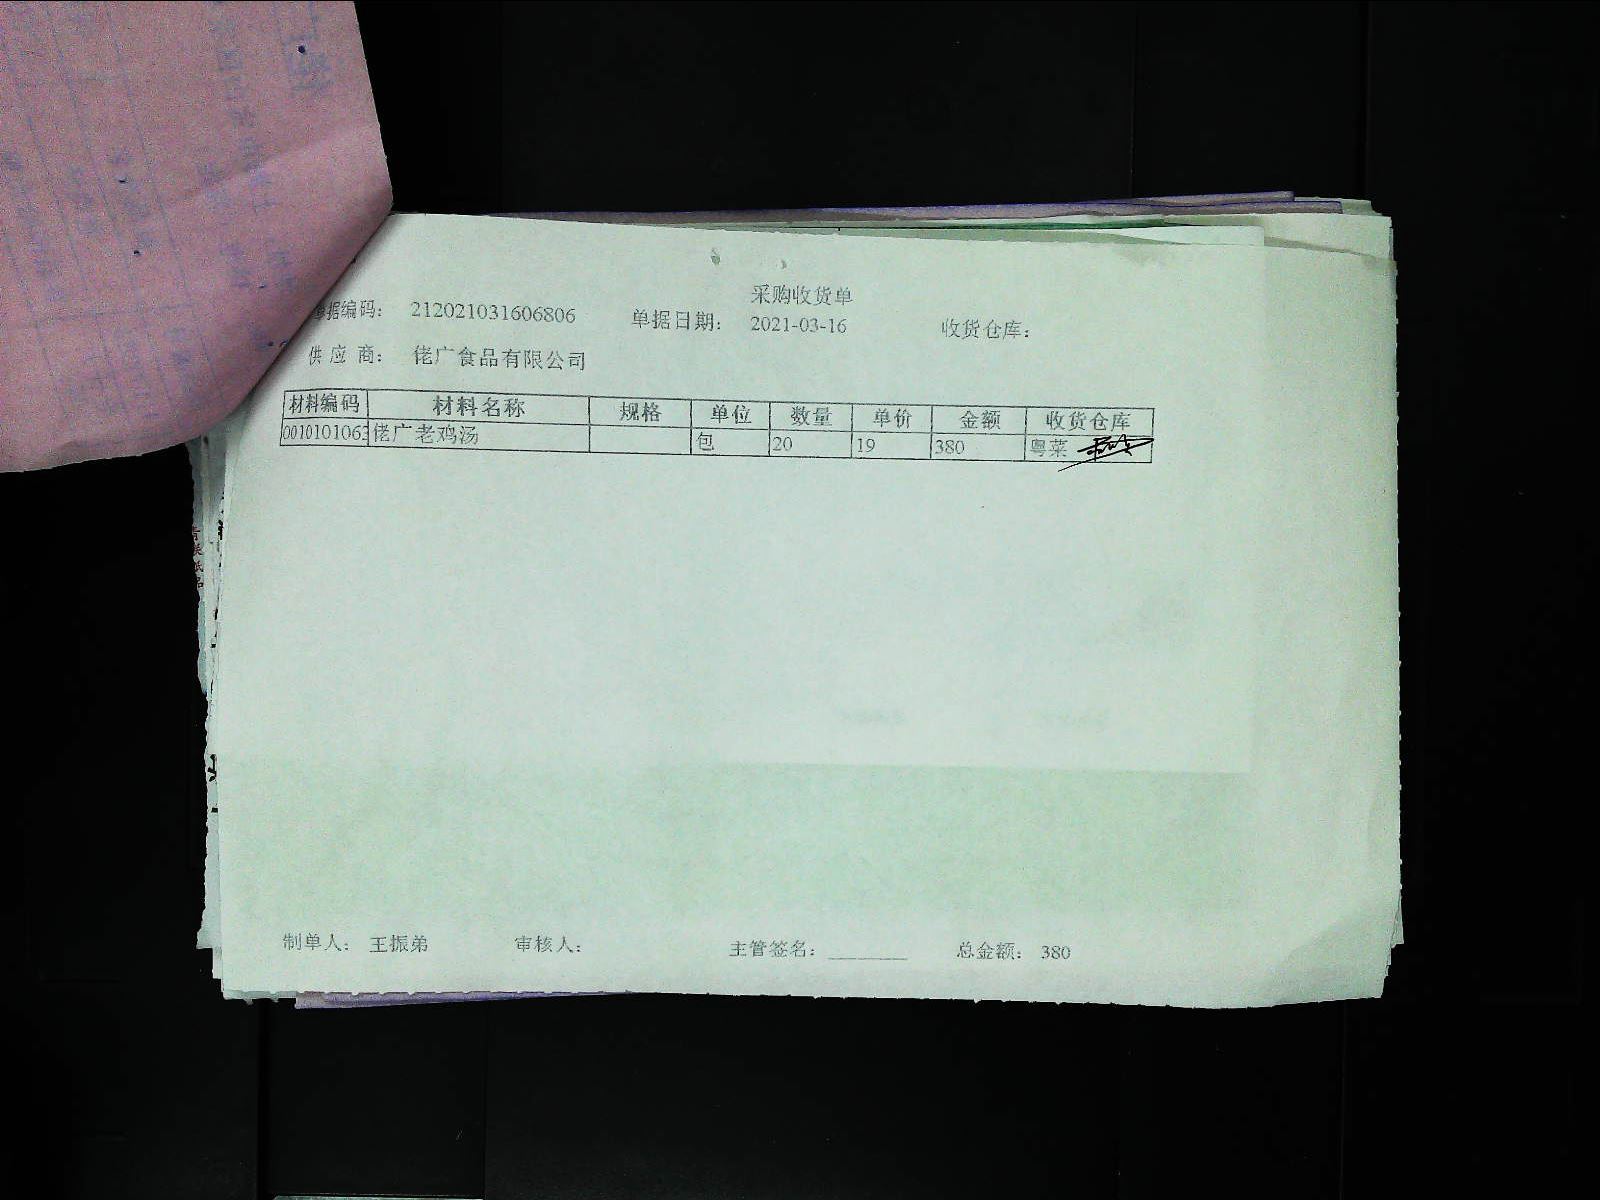 采购收货单
单据编码: 212021031606806 单据日期: 2021-03-16 收货仓库:
供应商: 佬广食品有限公司
材料编码 材料名称 规格 单位 数量 单价 金额 收货仓库
0010101063 佬广老鸡汤 包 20 19 380 粤菜
制单人: 王振弟 审核人: 主管签名: ________ 总金额: 380